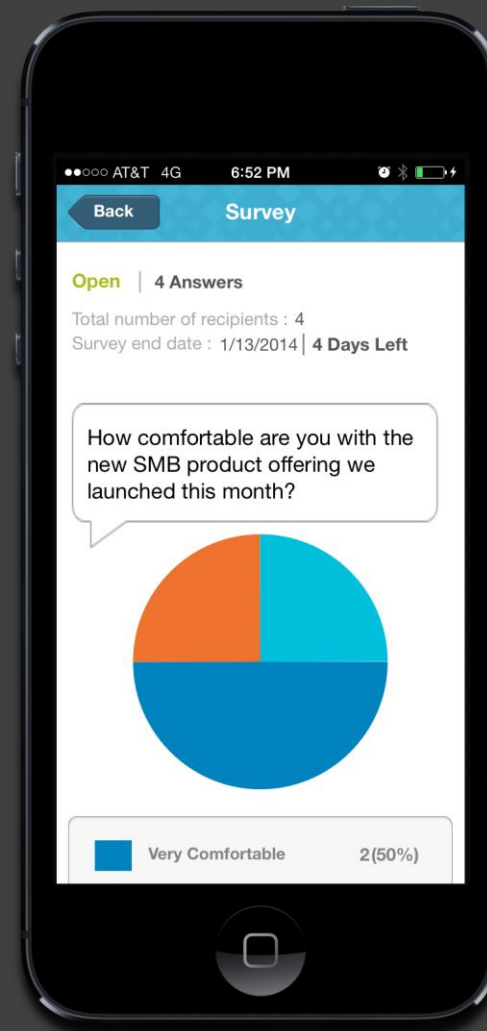 AT&T 4G 6:52 PM
Back Survey
Open | 4 Answers
Total number of recipients : 4
Survey end date : 1/13/2014 | 4 Days Left
How comfortable are you with the
new SMB product offering we
launched this month?
Very Comfortable 2(50%)